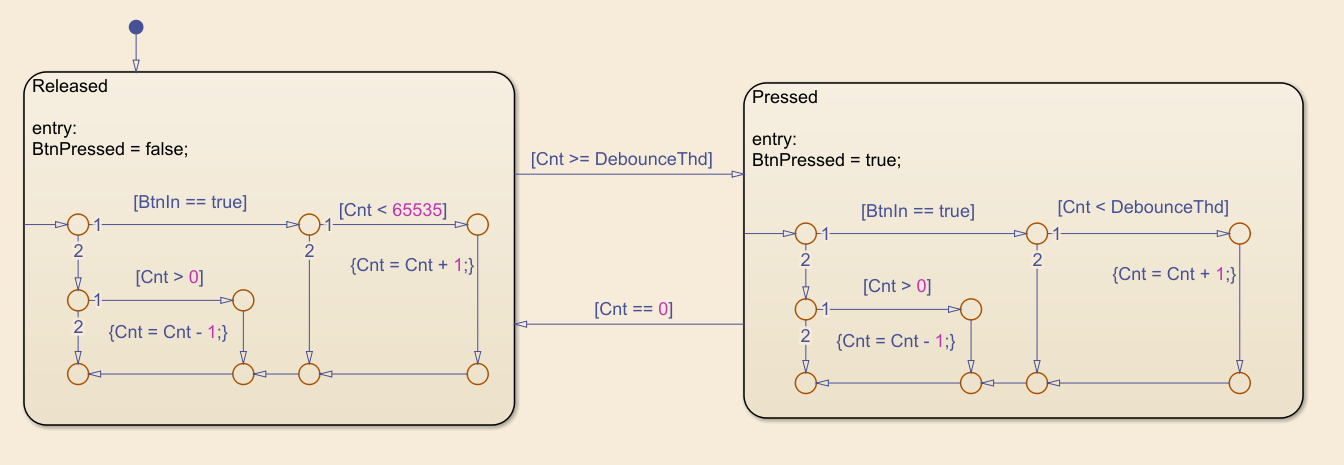 Released
entry:
BtnPressed = false;
[BtnIn == true]
[Cnt < 65535]
1
1
2
2
{Cnt = Cnt + 1;}
[Cnt > 0]
1
2
{Cnt = Cnt - 1;}
[Cnt >= DebounceThd]
[Cnt == 0]
Pressed
entry:
BtnPressed = true;
[BtnIn == true]
[Cnt < DebounceThd]
1
1
2
2
{Cnt = Cnt + 1;}
[Cnt > 0]
1
2
{Cnt = Cnt - 1;}